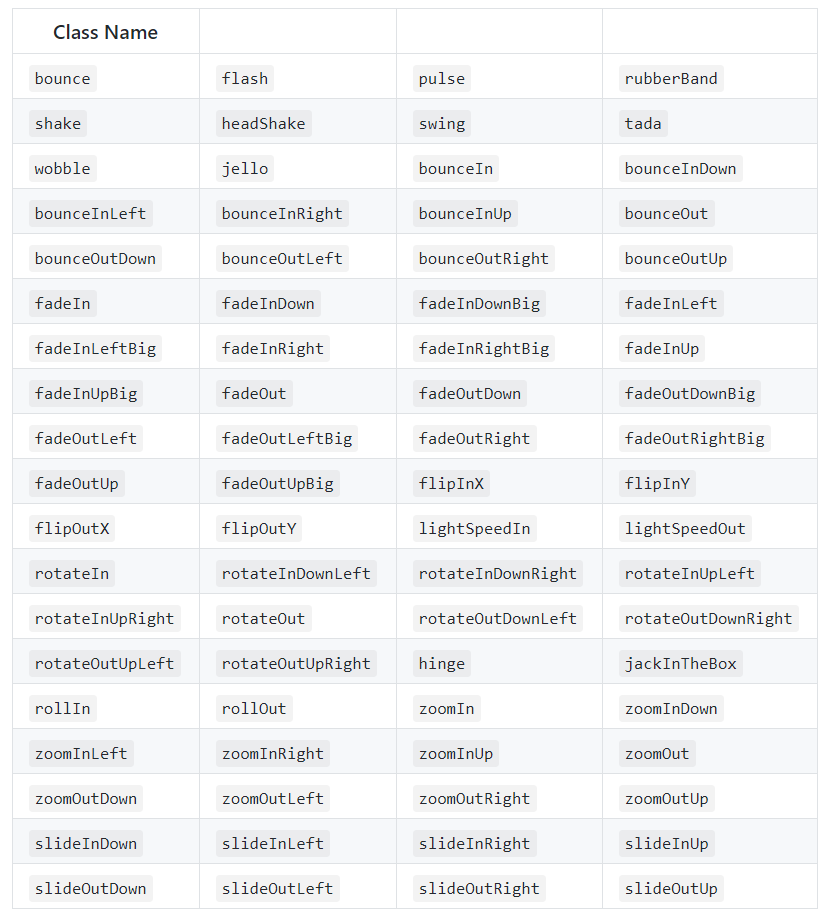 Class Name
bounce flash pulse rubberBand
shake headShake swing tada
wobble jello bounceIn bounceInDown
bounceInLeft bounceInRight bounceInUp bounceOut
bounceOutDown bounceOutLeft bounceOutRight bounceOutUp
fadeIn fadeInDown fadeInDownBig fadeInLeft
fadeInLeftBig fadeInRight fadeInRightBig fadeInUp
fadeInUpBig fadeOut fadeOutDown fadeOutDownBig
fadeOutLeft fadeOutLeftBig fadeOutRight fadeOutRightBig
fadeOutUp fadeOutUpBig flipInX flipInY
flipOutX flipOutY lightSpeedIn lightSpeedOut
rotateIn rotateInDownLeft rotateInDownRight rotateInUpLeft
rotateInUpRight rotateOut rotateOutDownLeft rotateOutDownRight
rotateOutUpLeft rotateOutUpRight hinge jackInTheBox
rollIn rollOut zoomIn zoomInDown
zoomInLeft zoomInRight zoomInUp zoomOut
zoomOutDown zoomOutLeft zoomOutRight zoomOutUp
slideInDown slideInLeft slideInRight slideInUp
slideOutDown slideOutLeft slideOutRight slideOutUp